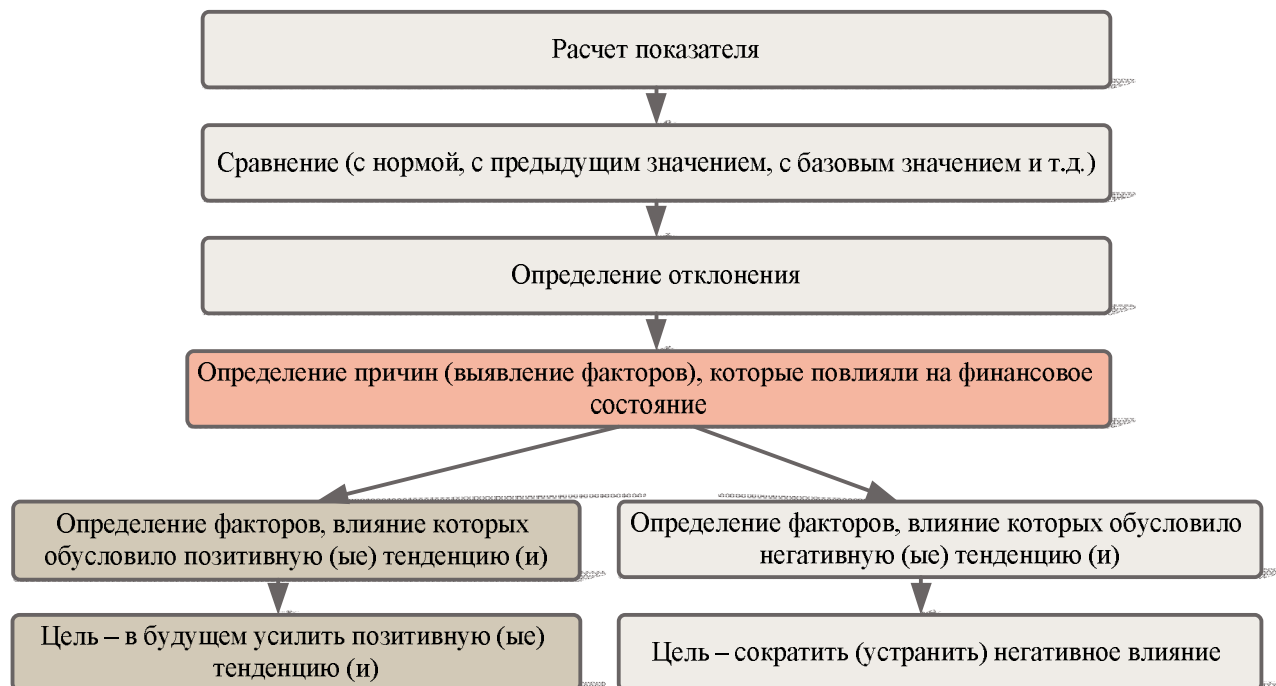 Расчет показателя
Сравнение (с нормой, с предыдущим значением, с базовым значением и т.д.)
Определение отклонения
Определение причин (выявление факторов), которые повлияли на финансовое
состояние
Определение факторов, влияние которых
обусловило позитивную (ые) тенденцию (и)
Определение факторов, влияние которых обусловило
негативную (ые) тенденцию (и)
Цель – в будущем усилить позитивную (ые)
тенденцию (и)
Цель – сократить (устранить) негативное влияние